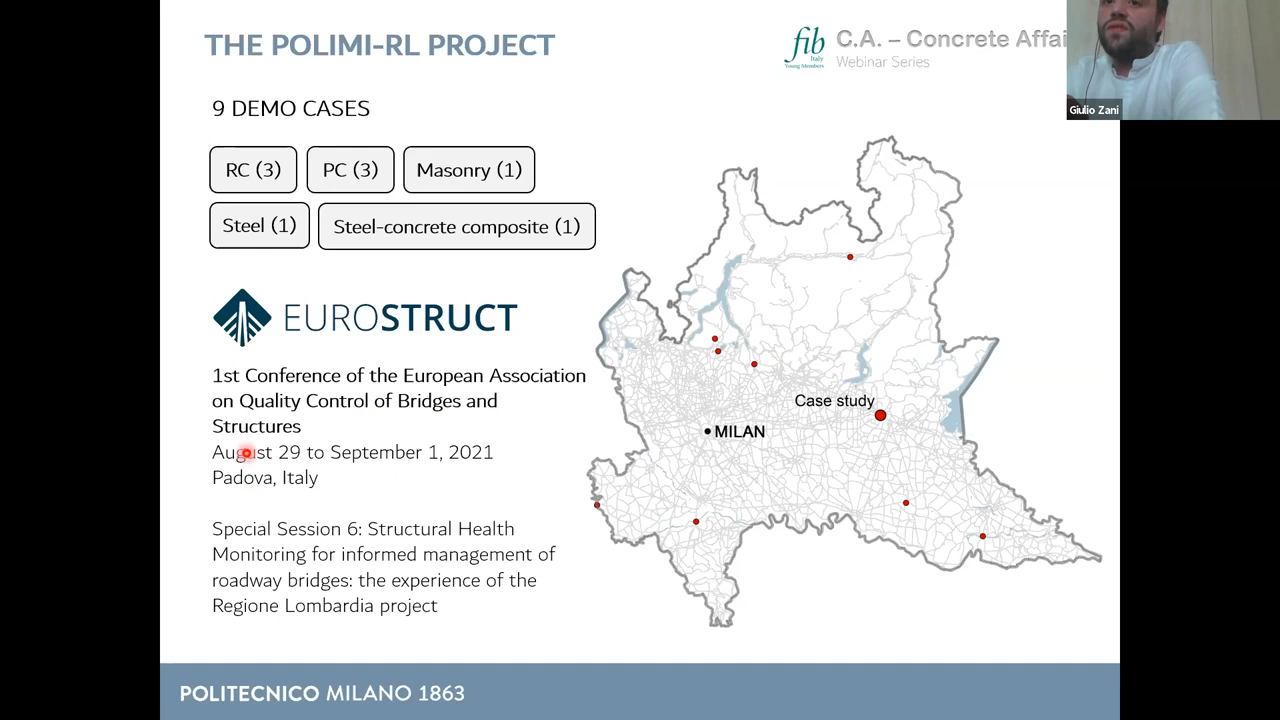 THE POLIMI-RL PROJECT
fib
Italy
Young Members
C.A. – Concrete Affai
Webinar Series
Giulio Zani
9 DEMO CASES
RC (3)
PC (3)
Masonry (1)
Steel (1)
Steel-concrete composite (1)
EUROSTRUCT
1st Conference of the European Association
on Quality Control of Bridges and
Structures
August 29 to September 1, 2021
Padova, Italy
Special Session 6: Structural Health
Monitoring for informed management of
roadway bridges: the experience of the
Regione Lombardia project
Case study
MILAN
POLITECNICO MILANO 1863